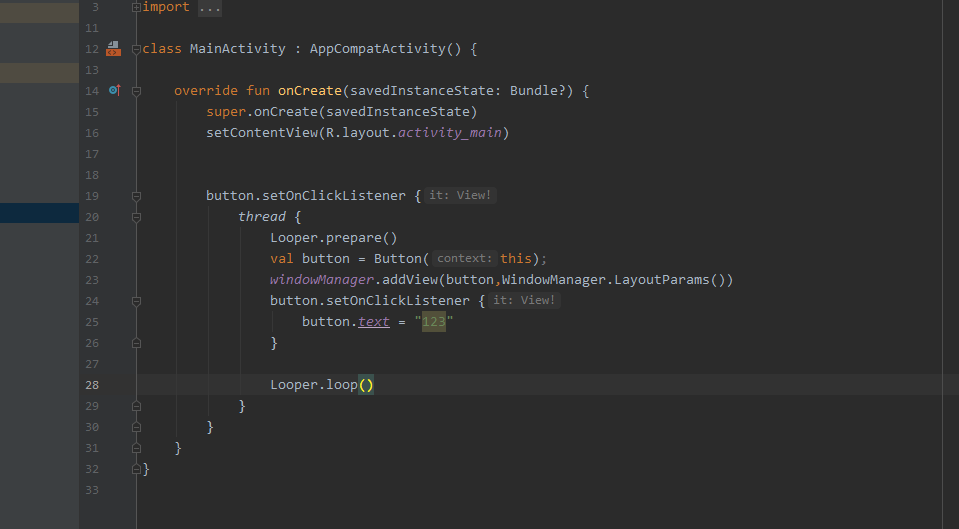 3 import ...
11
12 class MainActivity : AppCompatActivity() {
13
14 override fun onCreate(savedInstanceState: Bundle?) {
15 super.onCreate(savedInstanceState)
16 setContentView(R.layout.activity_main)
17
18
19 button.setOnClickListener { it: View!
20 thread {
21 Looper.prepare()
22 val button = Button( context: this);
23 windowManager.addView(button,WindowManager.LayoutParams())
24 button.setOnClickListener { it: View!
25 button.text = "123"
26 }
27
28 Looper.loop()
29 }
30 }
31 }
32 }
33